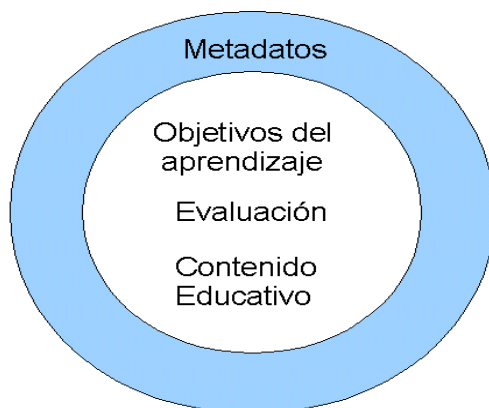 Metadatos
Objetivos del
aprendizaje
Evaluación
Contenido
Educativo